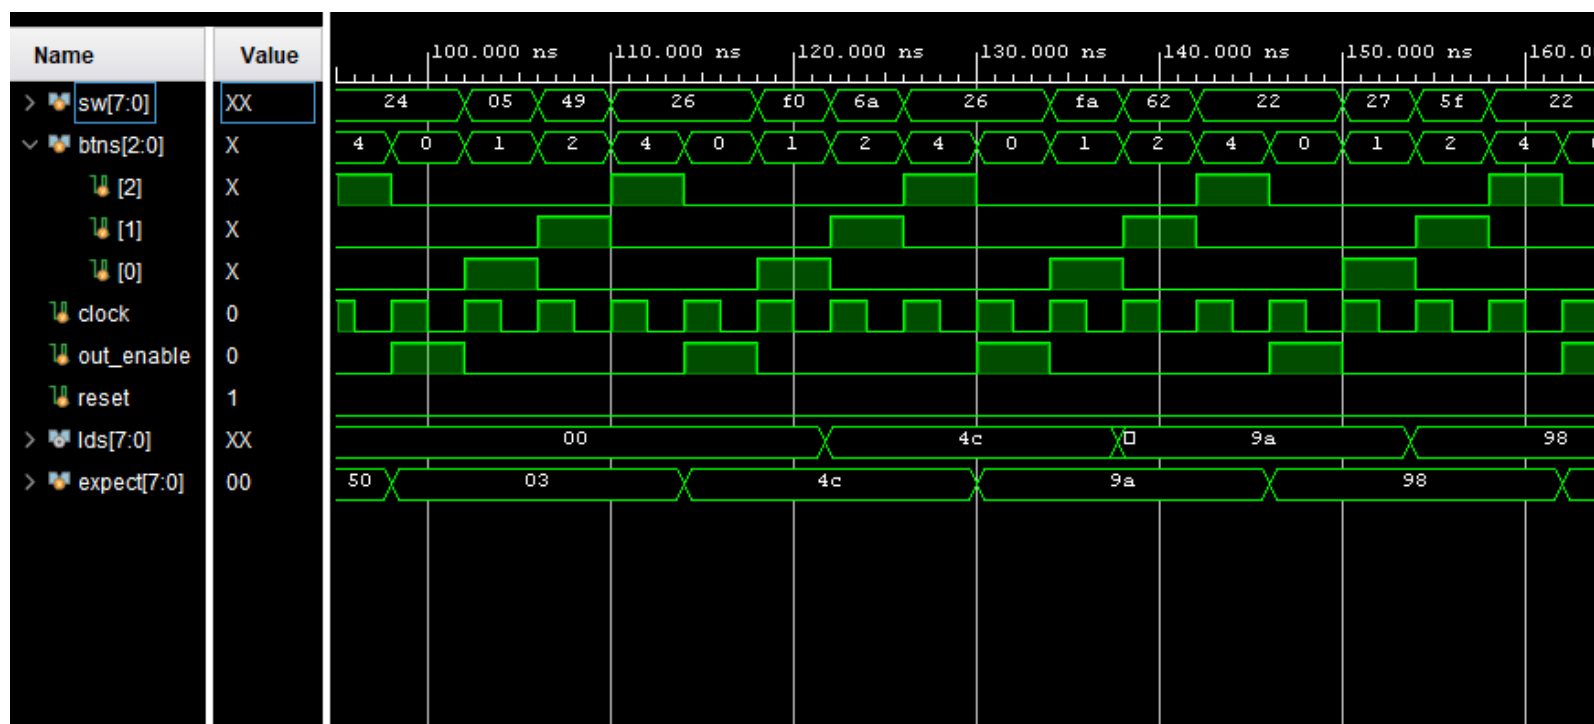 Name Value 100.000 ns 110.000 ns 120.000 ns 130.000 ns 140.000 ns 150.000 ns 160.0
sw[7:0] XX 24 05 49 26 f0 6a 26 fa 62 22 27 5f 22
btns[2:0] X 4 0 1 2 4 0 1 2 4 0 1 2 4 0 1 2 4
[2] X
[1] X
[0] X
clock 0
out_enable 0
reset 1
lds[7:0] XX 00 4c 9a 98
expect[7:0] 00 50 03 4c 9a 98